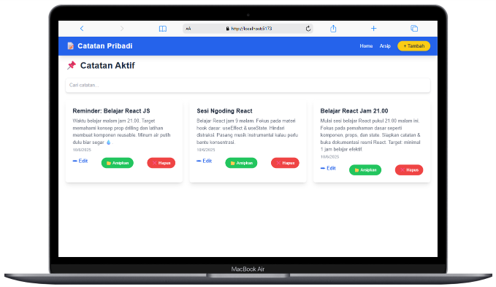 http://localhost:5173
Catatan Pribadi
Home Arsip + Tambah
Catatan Aktif
Cari catatan...
Reminder: Belajar React JS
Waktu belajar malam jam 21.00. Target
memahami konsep prop drilling dan latihan
membuat komponen reusable. Minum air putih
dulu biar segar
Edit Arsipkan Hapus
Sesi Ngoding React
Belajar React jam 9 malam. Fokus pada materi
hook dasar: useEffect & useState. Hindari
distraksi. Pasang musik instrumental kalau perlu
bantu konsentrasi.
Edit Arsipkan Hapus
Belajar React Jam 21.00
Mulai sesi belajar React pukul 21.00 malam ini.
Fokus pada pemahaman dasar seperti
komponen, props, dan state. Siapkan catatan &
buka dokumentasi resmi React. Target: minimal
1 jam belajar efektif.
Edit Arsipkan Hapus
MacBook Air